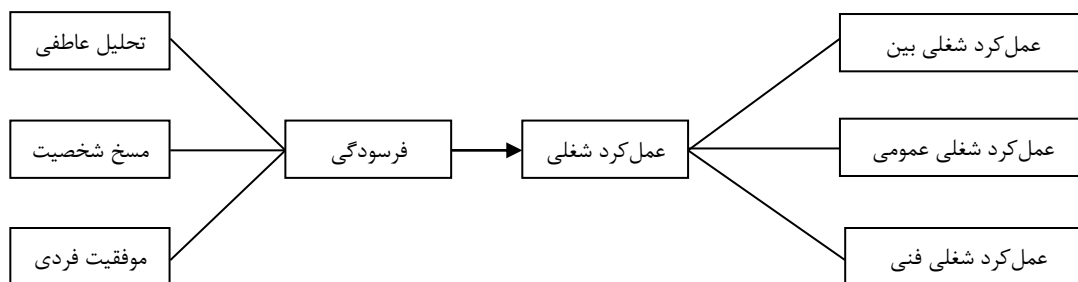 تحلیل عاطفی
عمل‌کرد شغلی بین
مسخ شخصیت
فرسودگی
عمل‌کرد شغلی
عمل‌کرد شغلی عمومی
موفقیت فردی
عمل‌کرد شغلی فنی